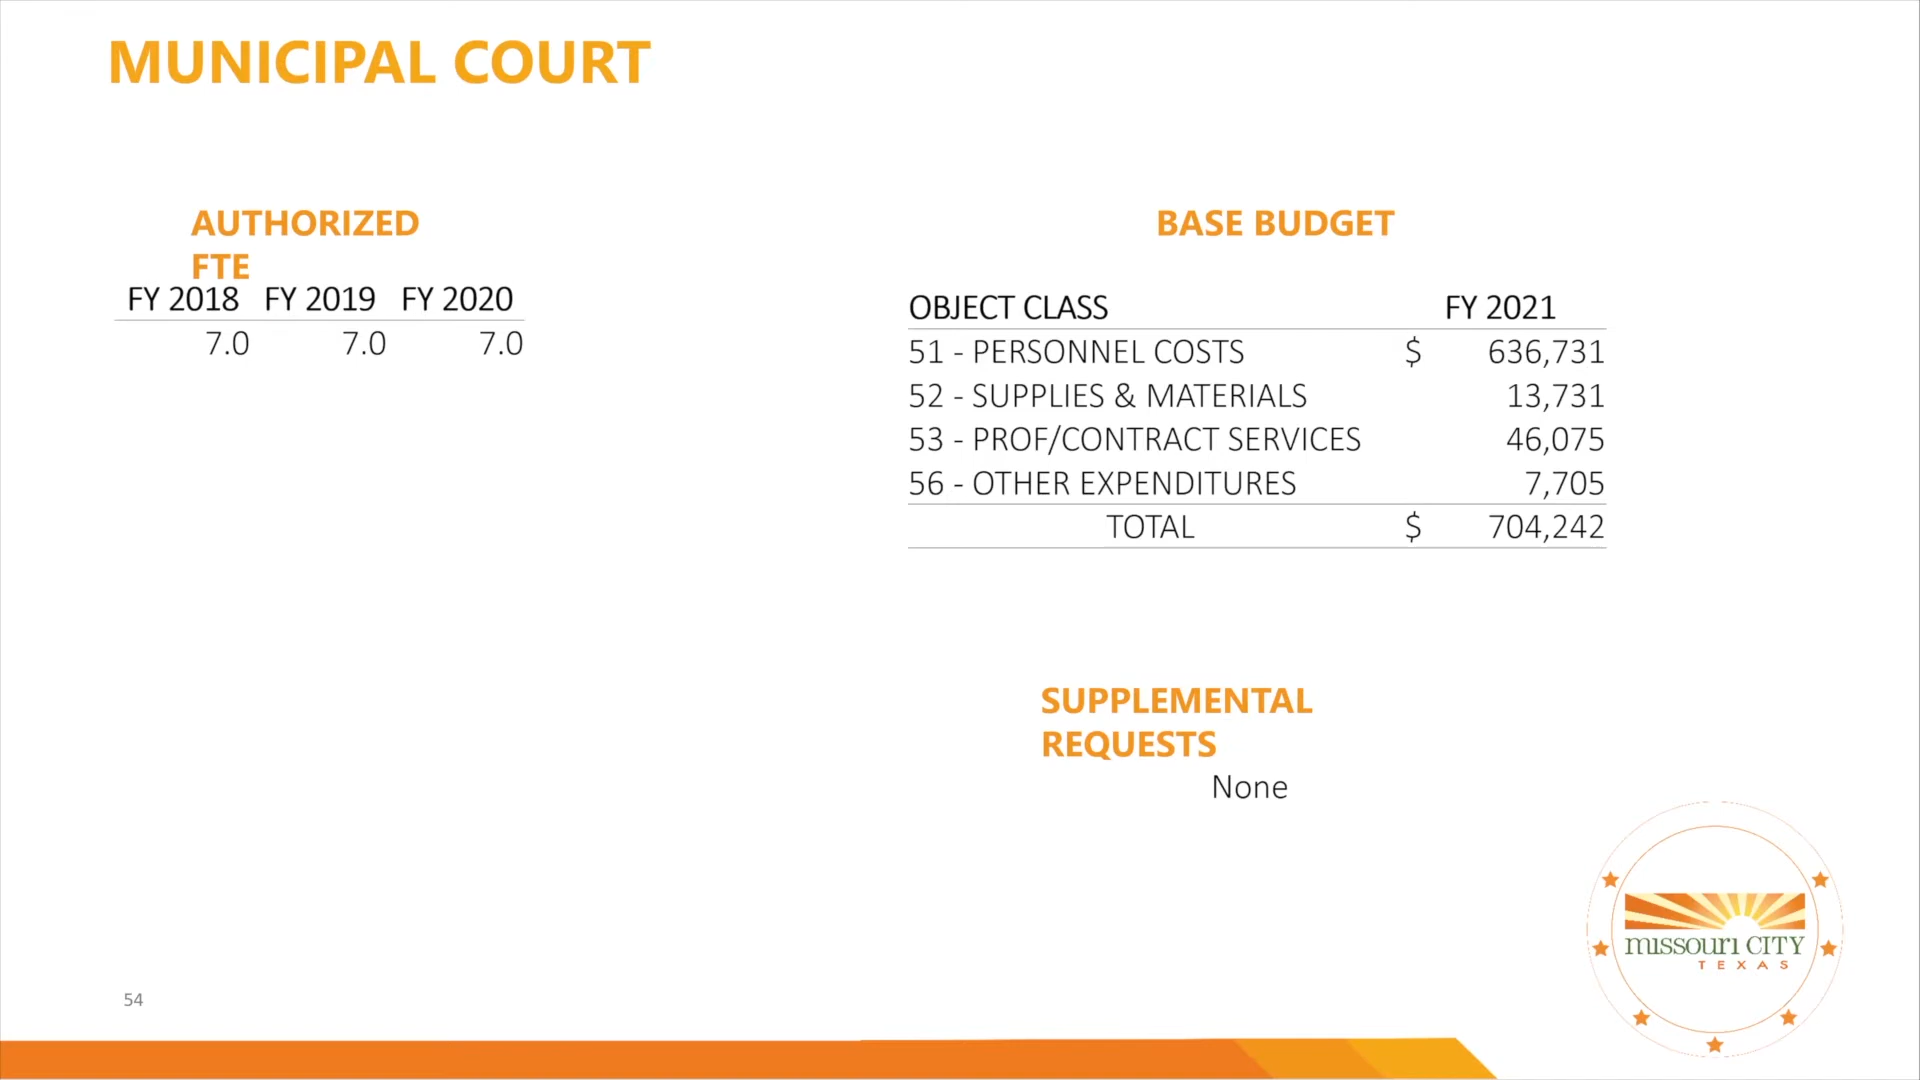 MUNICIPAL COURT
AUTHORIZED
FTE
FY 2018 FY 2019 FY 2020
7.0 7.0 7.0
BASE BUDGET
OBJECT CLASS FY 2021
51 - PERSONNEL COSTS $ 636,731
52 - SUPPLIES & MATERIALS 13,731
53 - PROF/CONTRACT SERVICES 46,075
56 - OTHER EXPENDITURES 7,705
TOTAL $ 704,242
SUPPLEMENTAL
REQUESTS
None
missouri CITY
TEXAS
54